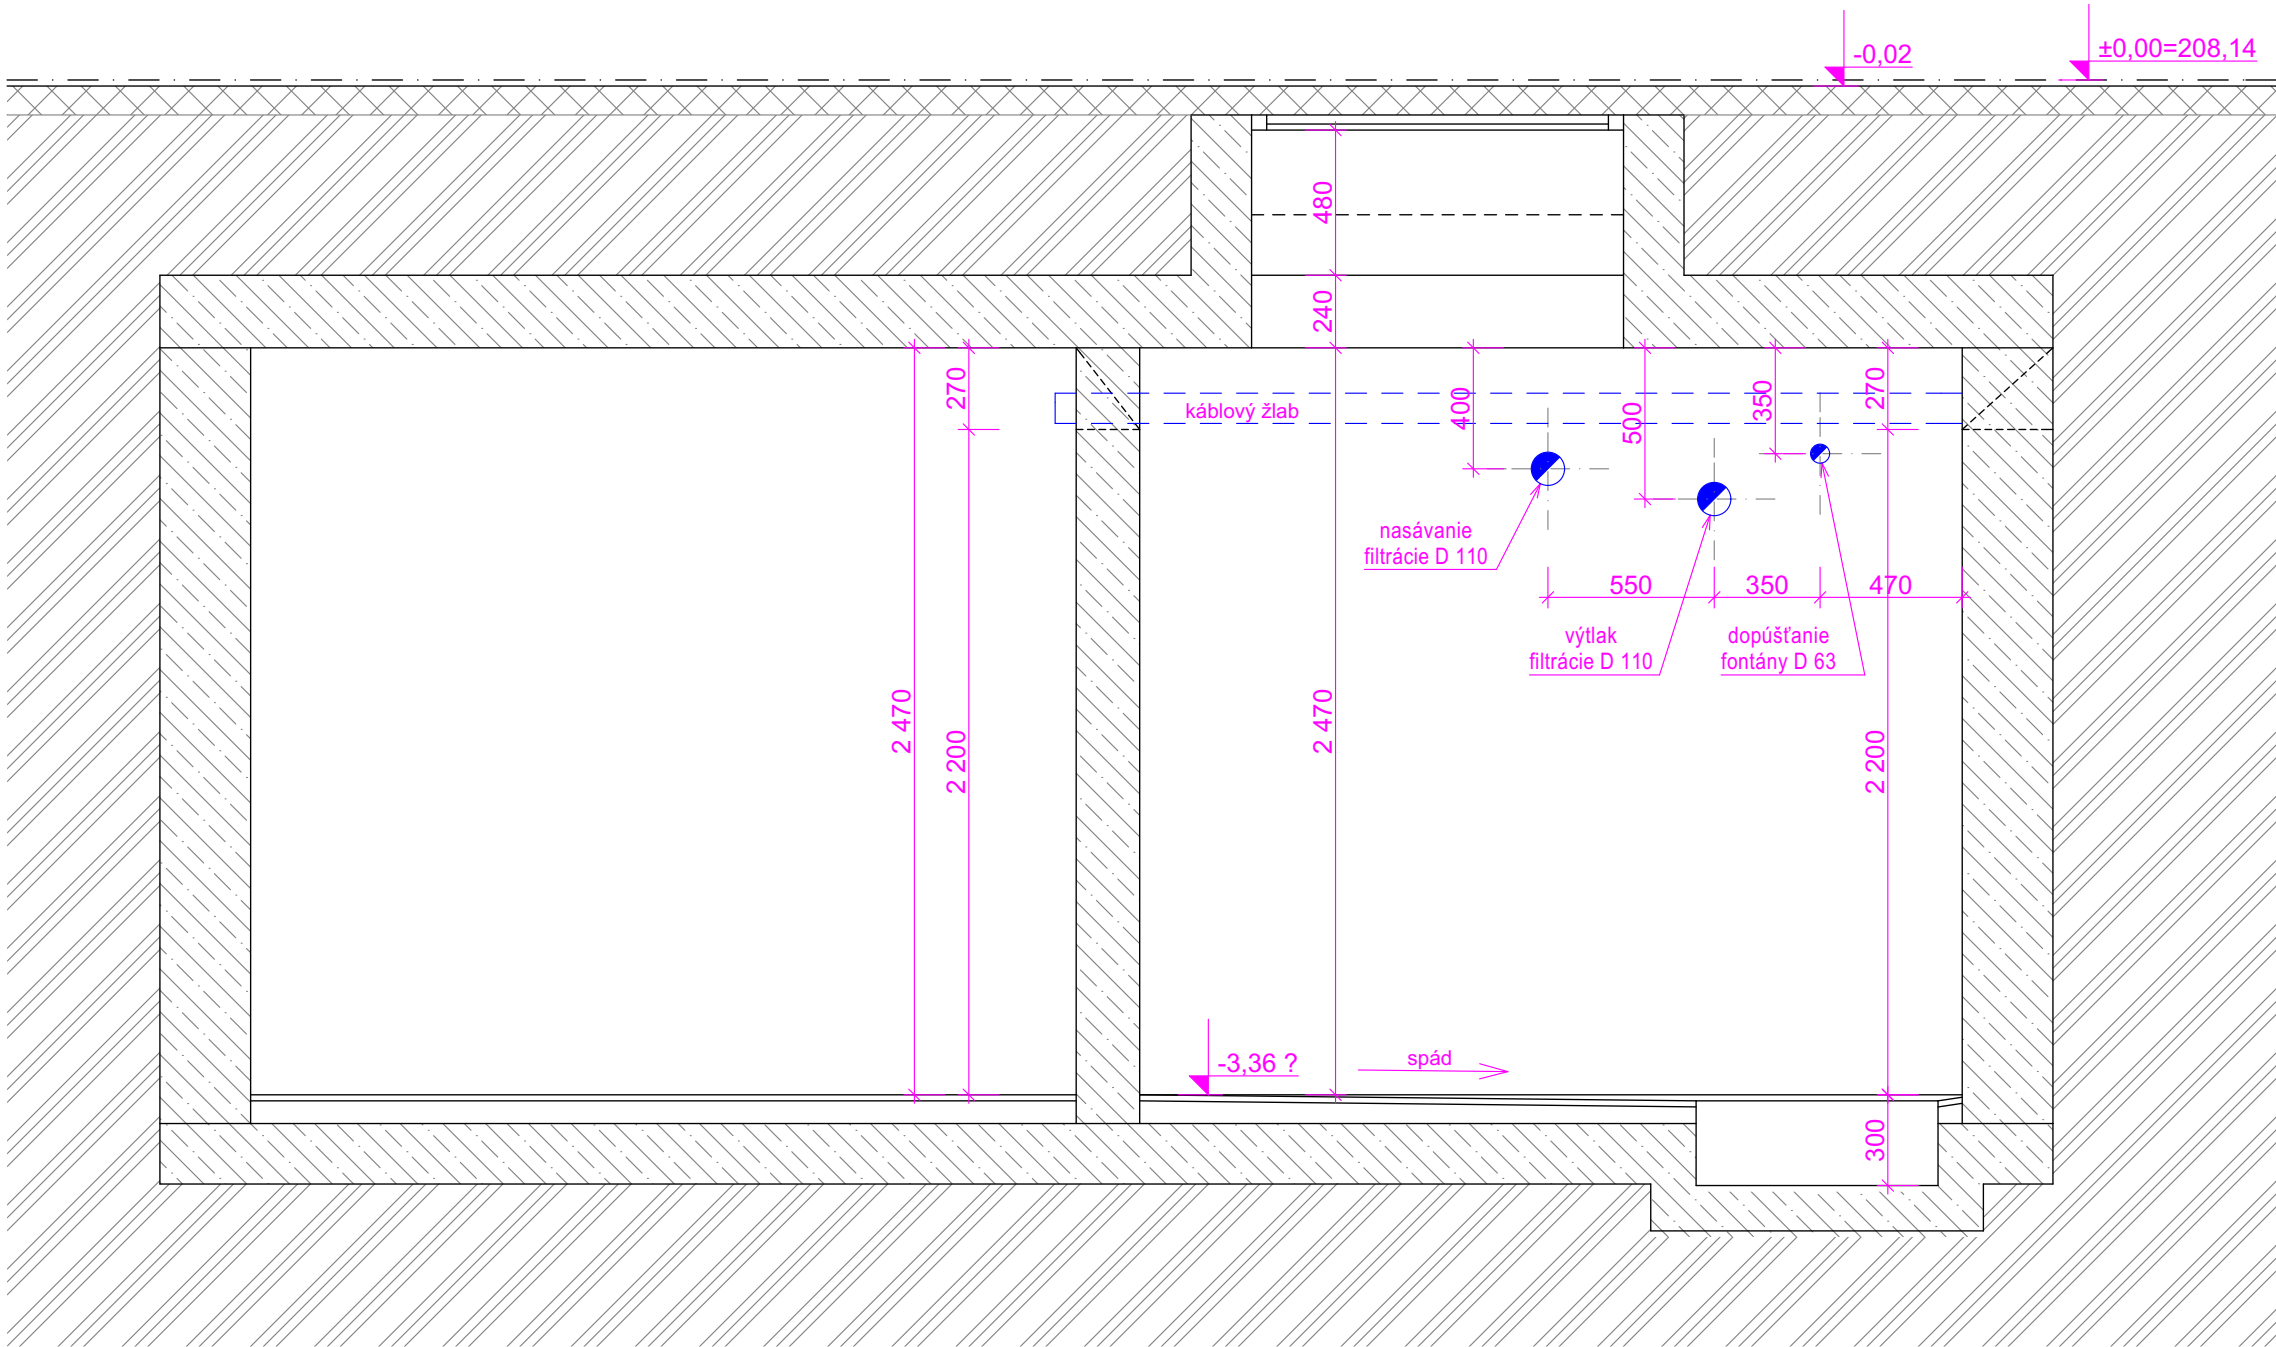 -0,02
±0,00=208,14
480
240
270
400
500
350
270
káblový žlab
nasávanie
filtrácie D 110
550
350
470
výtlak
filtrácie D 110
dopúšťanie
fontány D 63
2 470
2 200
2 470
2 200
-3,36 ?
spád
300